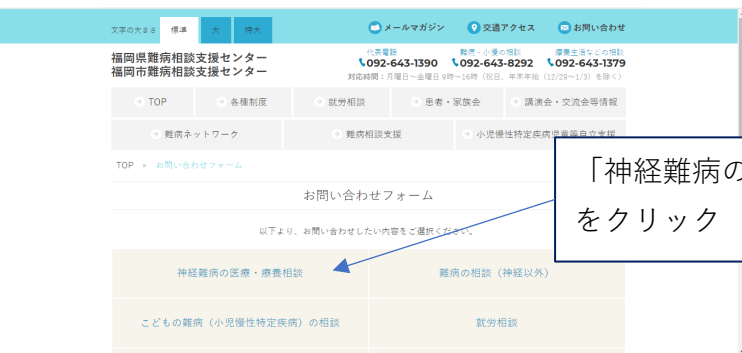 文字の大きさ 標準 大 特大 メールマガジン 交通アクセス お問い合わせ
福岡県難病相談支援センター
福岡市難病相談支援センター
代表電話 難病・小慢の相談 療養生活などの相談
092-643-1390 092-643-8292 092-643-1379
対応時間：月曜日〜金曜日 9時〜16時（祝日、年末年始（12/29〜1/3）を除く）
TOP 各種制度 就労相談 患者・家族会 講演会・交流会等情報
難病ネットワーク 難病相談支援 小児慢性特定疾病児童等自立支援
TOP » お問い合わせフォーム
お問い合わせフォーム
以下より、お問い合わせしたい内容をご選択ください。
「神経難病の
をクリック
神経難病の医療・療養相談 難病の相談（神経以外）
こどもの難病（小児慢性特定疾病）の相談 就労相談